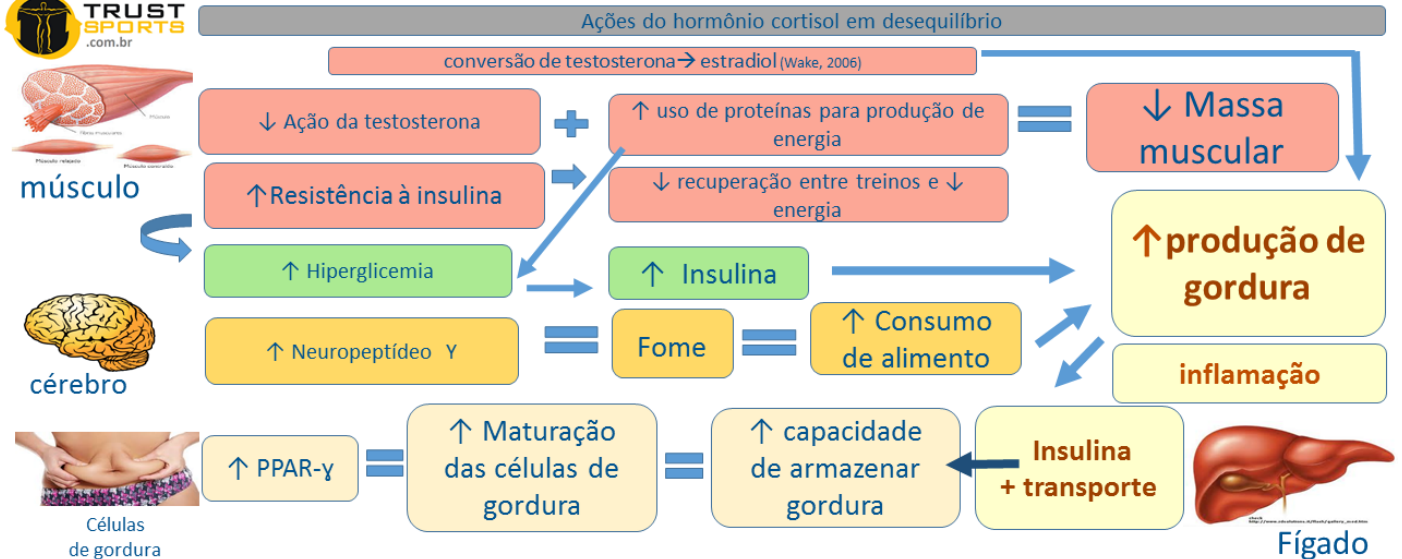 TRUST
SPORTS
.com.br
Ações do hormônio cortisol em desequilíbrio
conversão de testosterona→ estradiol (Wake, 2006)
↓ Ação da testosterona
↑ uso de proteínas para produção de
energia
↓ Massa
muscular
músculo
↑Resistência à insulina
↓ recuperação entre treinos e ↓
energia
↑ Hiperglicemia
↑ Insulina
↑produção de
gordura
cérebro
↑ Neuropeptídeo Y
Fome
↑ Consumo
de alimento
inflamação
Células
de gordura
↑ PPAR-γ
↑ Maturação
das células de
gordura
↑ capacidade
de armazenar
gordura
Insulina
+ transporte
Fígado